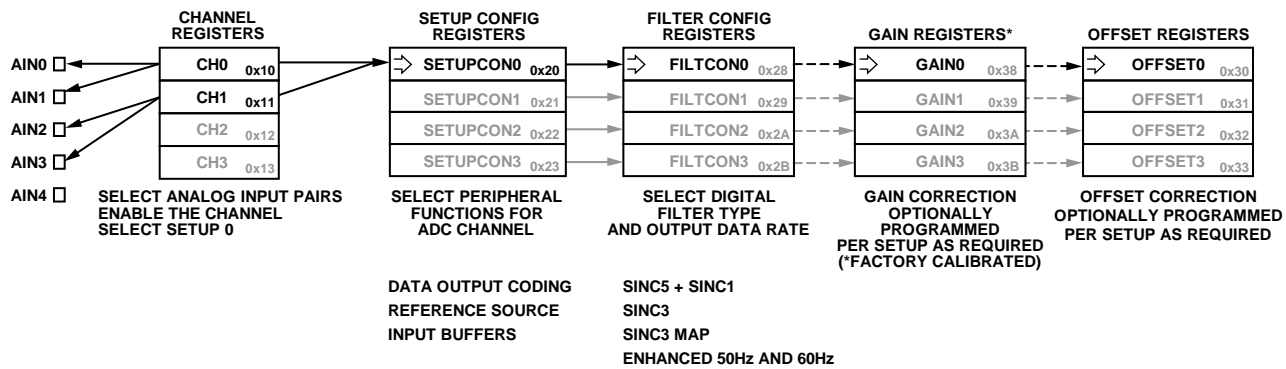 CHANNEL
REGISTERS
SETUP CONFIG
REGISTERS
FILTER CONFIG
REGISTERS
GAIN REGISTERS*
OFFSET REGISTERS
AIN0
AIN1
AIN2
AIN3
AIN4
CH0 0x10
CH1 0x11
CH2 0x12
CH3 0x13
SELECT ANALOG INPUT PAIRS
ENABLE THE CHANNEL
SELECT SETUP 0
SETUPCON0 0x20
SETUPCON1 0x21
SETUPCON2 0x22
SETUPCON3 0x23
SELECT PERIPHERAL
FUNCTIONS FOR
ADC CHANNEL
DATA OUTPUT CODING
REFERENCE SOURCE
INPUT BUFFERS
FILTCON0 0x28
FILTCON1 0x29
FILTCON2 0x2A
FILTCON3 0x2B
SELECT DIGITAL
FILTER TYPE
AND OUTPUT DATA RATE
SINC5 + SINC1
SINC3
SINC3 MAP
ENHANCED 50Hz AND 60Hz
GAIN0 0x38
GAIN1 0x39
GAIN2 0x3A
GAIN3 0x3B
GAIN CORRECTION
OPTIONALLY
PROGRAMMED
PER SETUP AS REQUIRED
(*FACTORY CALIBRATED)
OFFSET0 0x30
OFFSET1 0x31
OFFSET2 0x32
OFFSET3 0x33
OFFSET CORRECTION
OPTIONALLY PROGRAMMED
PER SETUP AS REQUIRED